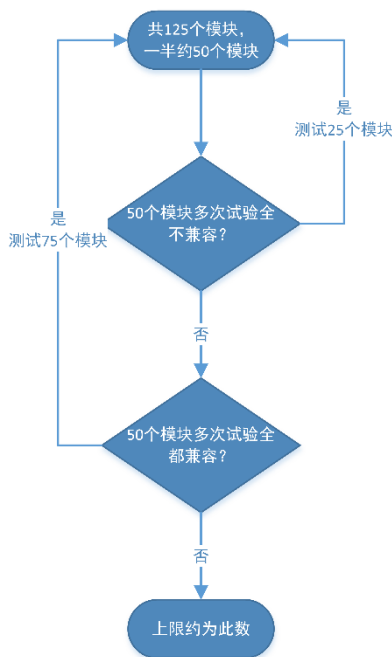 共125个模块，
一半约50个模块
是
测试25个模块
50个模块多次试验全
不兼容？
是
测试75个模块
否
50个模块多次试验全
都兼容？
否
上限约为此数